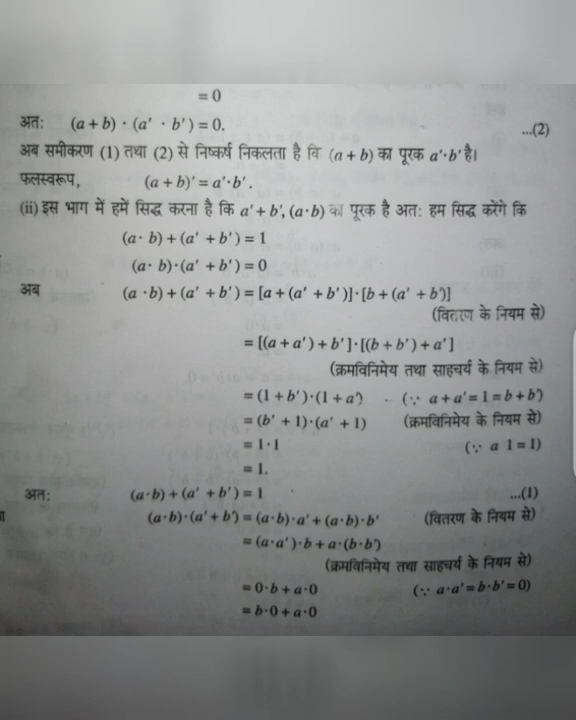 = 0
अत: (a + b) · (a′ · b′) = 0. ...(2)
अब समीकरण (1) तथा (2) से निष्कर्ष निकलता है कि (a + b) का पूरक a′·b′ है।
फलस्वरूप, (a + b)′ = a′·b′.
(ii) इस भाग में हमें सिद्ध करना है कि a′ + b′, (a·b) का पूरक है अत: हम सिद्ध करेंगे कि
(a· b) + (a′ + b′) = 1
(a· b)·(a′ + b′) = 0
अब (a ·b) + (a′ + b′) = [a + (a′ + b′)]·[b + (a′ + b′)]
(वितरण के नियम से)
= [(a + a′) + b′]·[(b + b′) + a′]
(क्रमविनिमेय तथा साहचर्य के नियम से)
= (1 + b′)·(1 + a′) (∵ a + a′ = 1 = b + b′)
= (b′ + 1)·(a′ + 1) (क्रमविनिमेय के नियम से)
= 1·1 (∵ a 1 = 1)
= 1.
अत: (a·b) + (a′ + b′) = 1 ...(1)
(a·b)·(a′ + b′) = (a·b)·a′ + (a·b)·b′ (वितरण के नियम से)
= (a·a′)·b + a·(b·b′)
(क्रमविनिमेय तथा साहचर्य के नियम से)
= 0·b + a·0 (∵ a·a′ = b·b′ = 0)
= b·0 + a·0